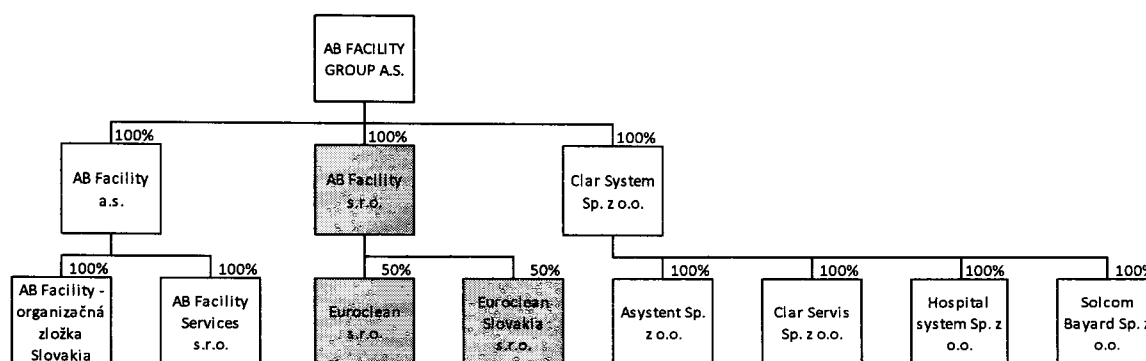 AB FACILITY
GROUP A.S.
100%
100%
100%
AB Facility
a.s.
AB Facility
s.r.o.
Clar System
Sp. z o.o.
100%
100%
50%
50%
100%
100%
100%
100%
AB Facility -
organizačná
zložka
Slovakia
AB Facility
Services
s.r.o.
Euroclean
s.r.o.
Euroclean
Slovakia
s.r.o.
Asystent Sp.
z o.o.
Clar Servis
Sp. z o.o.
Hospital
system Sp. z
o.o.
Solcom
Bayard Sp. z
o.o.